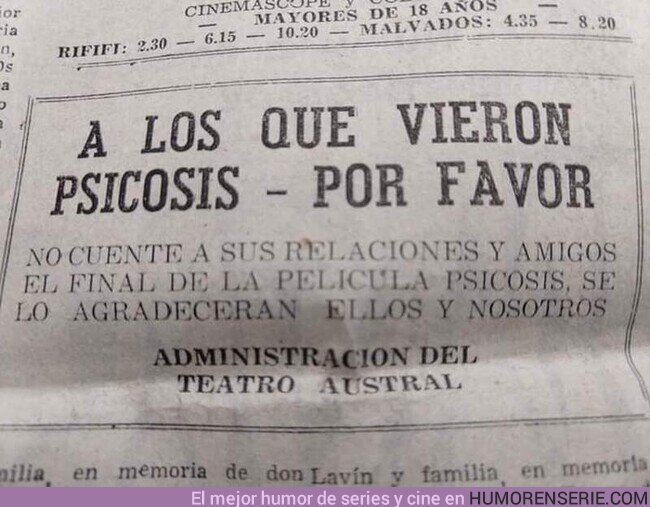 CINEMASCOPE y
MAYORES DE 18 AÑOS
RIFIFI: 2.30 — 6.15 — 10.20 — MALVADOS: 4.35 — 8.20
A LOS QUE VIERON
PSICOSIS - POR FAVOR
NO CUENTE A SUS RELACIONES Y AMIGOS
EL FINAL DE LA PELICULA PSICOSIS, SE
LO AGRADECERAN ELLOS Y NOSOTROS
ADMINISTRACION DEL
TEATRO AUSTRAL
milia, en memoria de don Lavín y familia, en memoria
El mejor humor de series y cine en HUMORENSERIE.COM